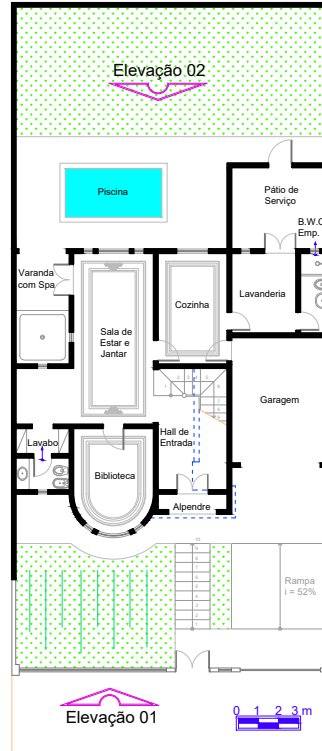 Elevação 02
Piscina
Pátio de
Serviço
B.W.C
Emp.
Varanda
com Spa
Cozinha
Lavanderia
Sala de
Estar e
Jantar
Garagem
Lavabo
Hall de
Entrada
Biblioteca
Alpendre
Rampa
i = 52%
Elevação 01
0 1 2 3 m